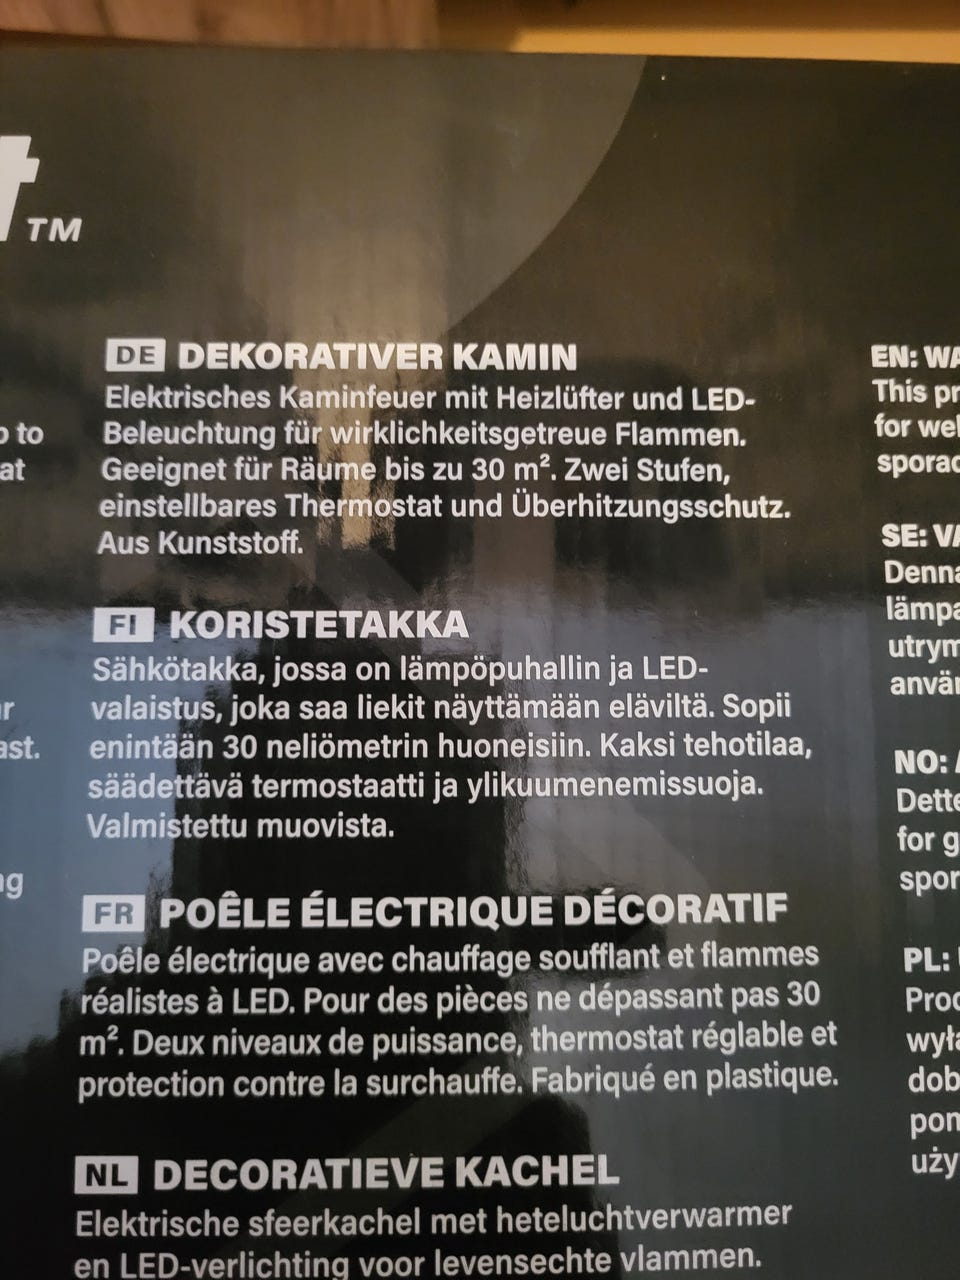 TM
DE DEKORATIVER KAMIN
Elektrisches Kaminfeuer mit Heizlüfter und LED-
Beleuchtung für wirklichkeitsgetreue Flammen.
Geeignet für Räume bis zu 30 m². Zwei Stufen,
einstellbares Thermostat und Überhitzungsschutz.
Aus Kunststoff.
FI KORISTETAKKA
Sähkötakka, jossa on lämpöpuhallin ja LED-
valaistus, joka saa liekit näyttämään eläviltä. Sopii
enintään 30 neliömetrin huoneisiin. Kaksi tehotilaa,
säädettävä termostaatti ja ylikuumenemissuoja.
Valmistettu muovista.
FR POÊLE ÉLECTRIQUE DÉCORATIF
Poêle électrique avec chauffage soufflant et flammes
réalistes à LED. Pour des pièces ne dépassant pas 30
m². Deux niveaux de puissance, thermostat réglable et
protection contre la surchauffe. Fabriqué en plastique.
NL DECORATIEVE KACHEL
Elektrische sfeerkachel met heteluchtverwarmer
en LED-verlichting voor levensechte vlammen.
to
EN:
This
for
SE:
NO:
for
PL: